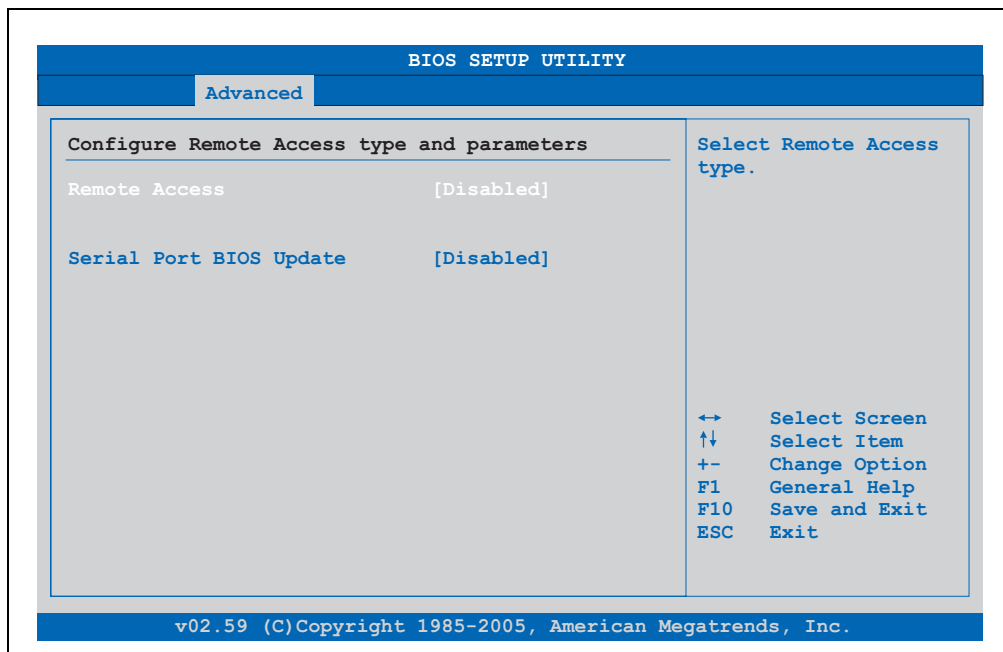 BIOS SETUP UTILITY
Advanced
Configure Remote Access type and parameters
Remote Access [Disabled]
Serial Port BIOS Update [Disabled]
Select Remote Access
type.
↔ Select Screen
↑↓ Select Item
+- Change Option
F1 General Help
F10 Save and Exit
ESC Exit
v02.59 (C)Copyright 1985-2005, American Megatrends, Inc.